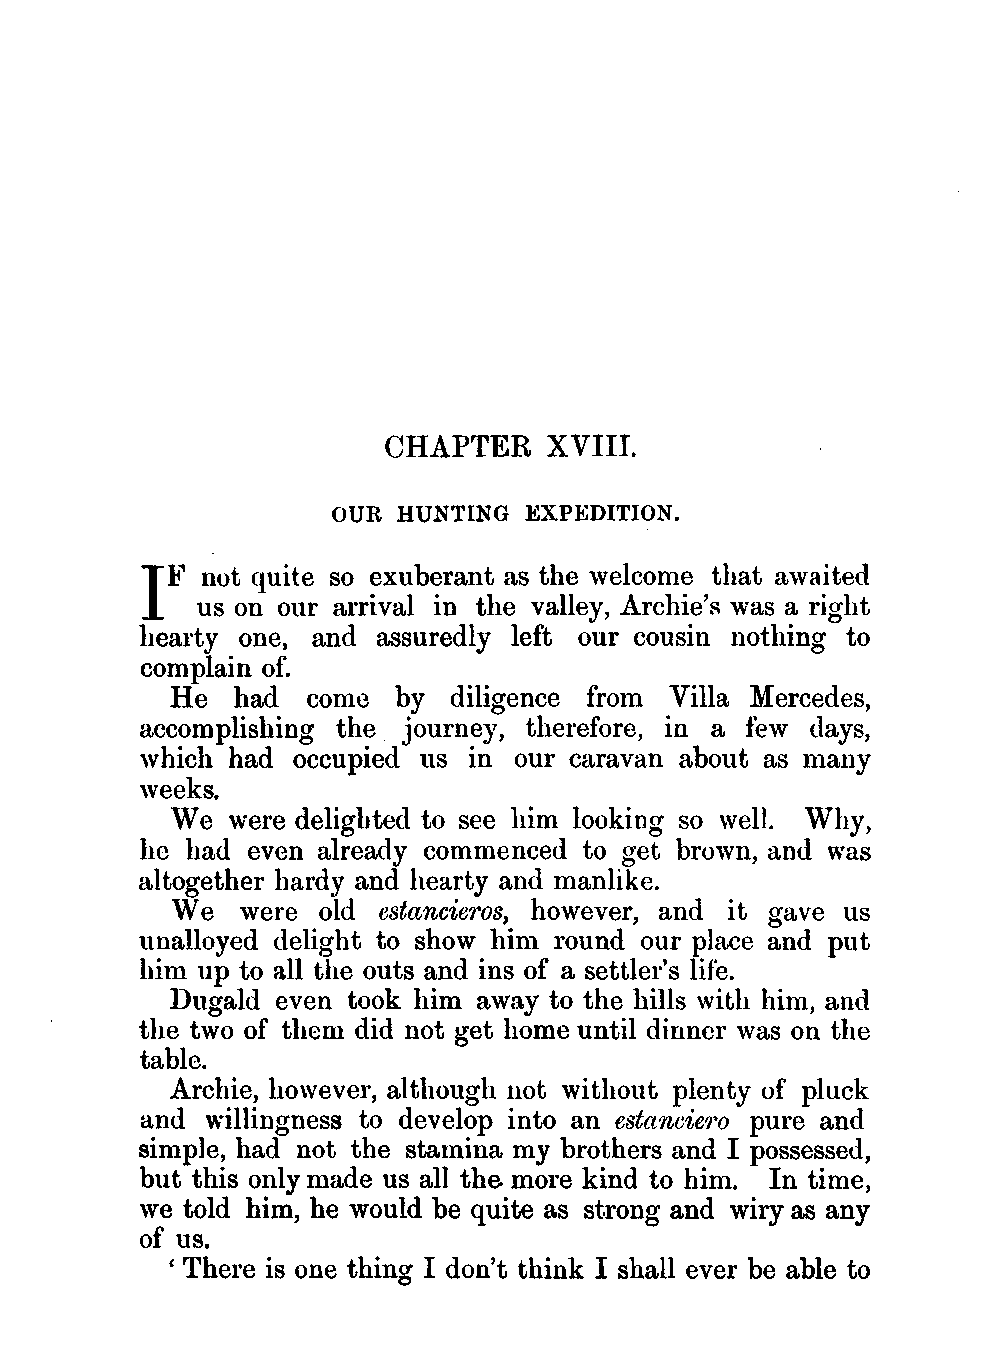 CHAPTER XVIII.
OUR HUNTING EXPEDITION.
IF not quite so exuberant as the welcome that awaited
us on our arrival in the valley, Archie's was a right
hearty one, and assuredly left our cousin nothing to
complain of.
He had come by diligence from Villa Mercedes,
accomplishing the journey, therefore, in a few days,
which had occupied us in our caravan about as many
weeks.
We were delighted to see him looking so well. Why,
he had even already commenced to get brown, and was
altogether hardy and hearty and manlike.
We were old estancieros, however, and it gave us
unalloyed delight to show him round our place and put
him up to all the outs and ins of a settler's life.
Dugald even took him away to the hills with him, and
the two of them did not get home until dinner was on the
table.
Archie, however, although not without plenty of pluck
and willingness to develop into an estanciero pure and
simple, had not the stamina my brothers and I possessed,
but this only made us all the more kind to him. In time,
we told him, he would be quite as strong and wiry as any
of us.
‘There is one thing I don't think I shall ever be able to